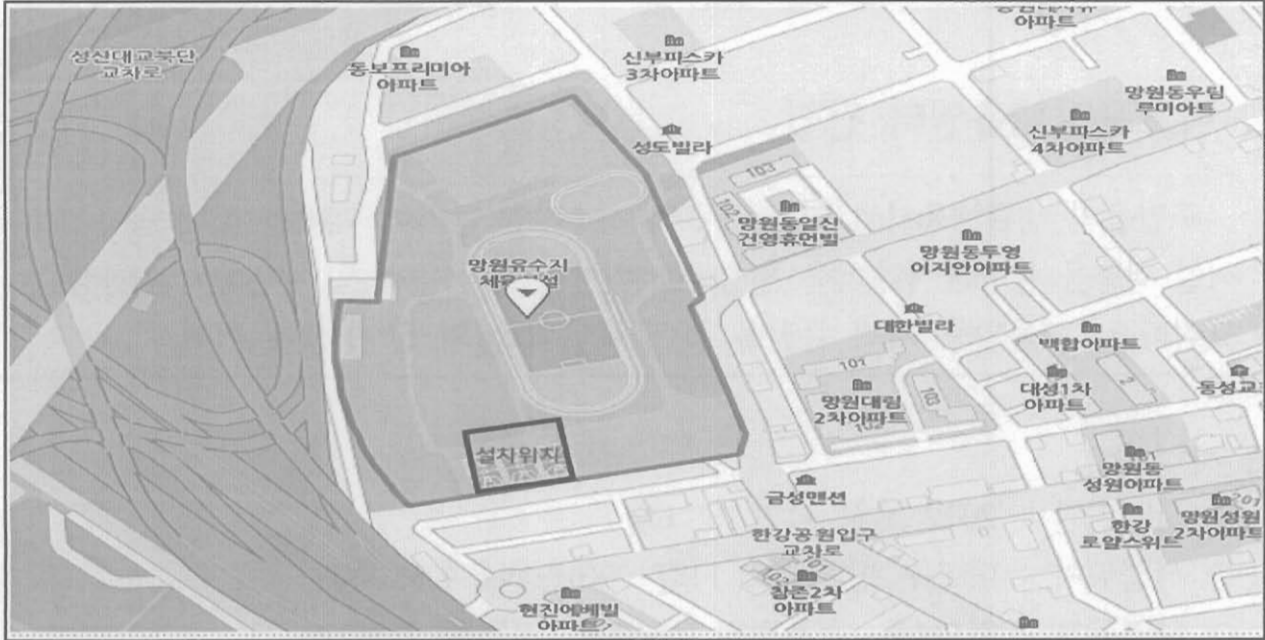 아파트
성산대교북단
교차로
동보프리미아
아파트
신부파스카
3차아파트
망원동우림
루미아트
신부파스카
4차아파트
성도빌라
103
102
망원동일신
건영휴먼빌
망원동두영
이지안아파트
망원유수지
대한빌라
백합아파트
101
대성1차
아파트
2
동성교
망원대림
2차아파트
103
설치위치
금성맨션
망원동
성원아파트
한강
로얄스위트
망원성원
2차아파트
한강공원입구
교차로
101
참존2차
아파트
현진에베빌
아파트